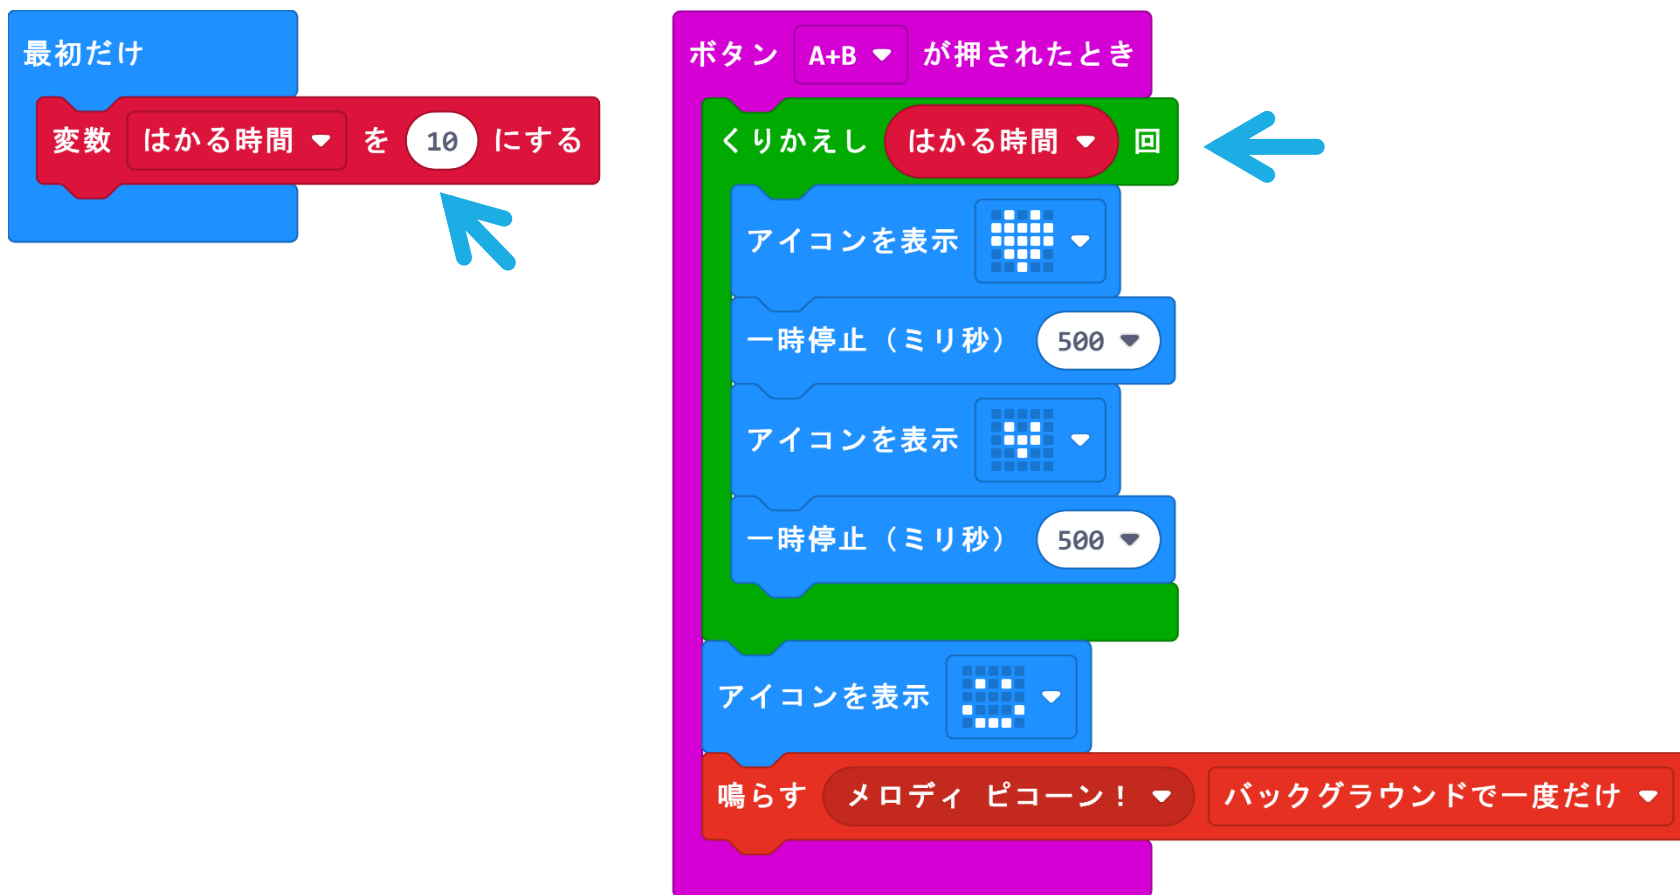 最初だけ
変数 はかる時間 を 10 にする
ボタン A+B が押されたとき
くりかえし はかる時間 回
アイコンを表示
一時停止（ミリ秒） 500
アイコンを表示
一時停止（ミリ秒） 500
アイコンを表示
鳴らす メロディ ピコーン！ バックグラウンドで一度だけ